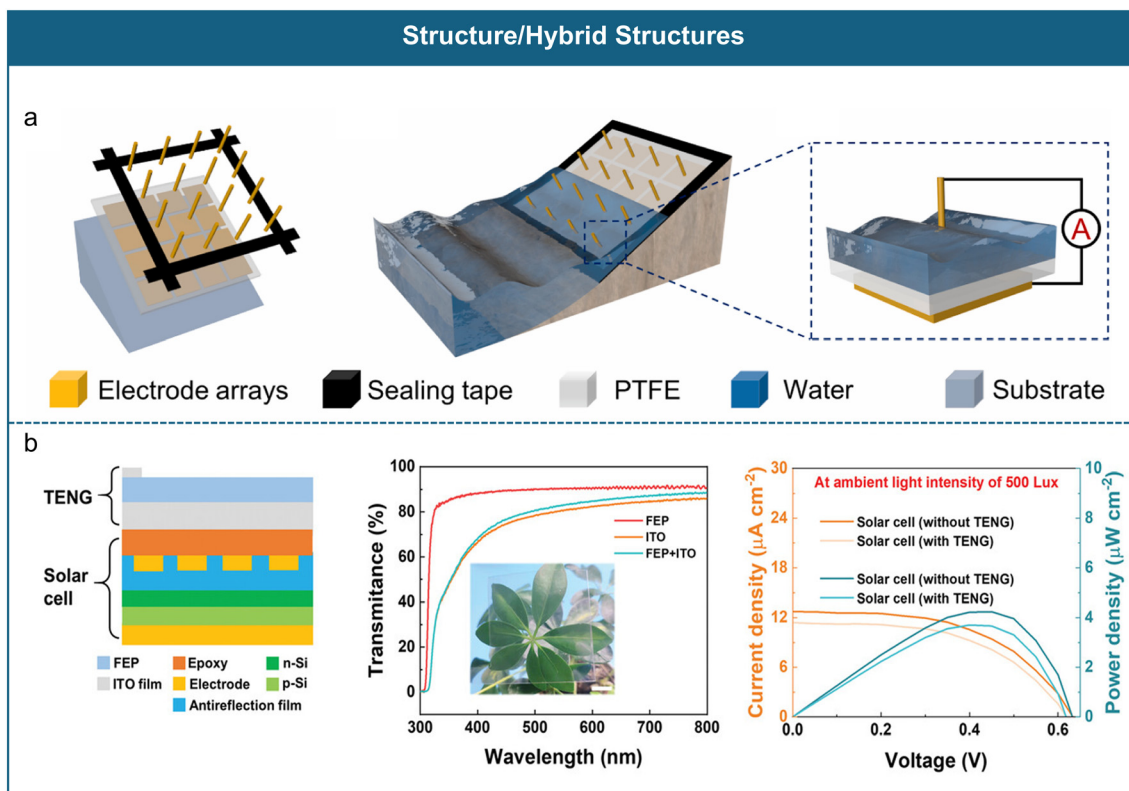 Structure/Hybrid Structures
a
A
Electrode arrays
Sealing tape
PTFE
Water
Substrate
b
TENG
Solar
cell
FEP
Epoxy
n-Si
ITO film
Electrode
p-Si
Antireflection film
Transmitance (%)
100
90
80
60
40
20
0
FEP
ITO
FEP+ITO
300
400
500
600
700
800
Wavelength (nm)
Current density (μA cm⁻²)
30
24
18
12
6
0
At ambient light intensity of 500 Lux
Solar cell (without TENG)
Solar cell (with TENG)
Solar cell (without TENG)
Solar cell (with TENG)
0.0
0.2
0.4
0.6
Voltage (V)
10
8
6
4
2
0
Power density (μW cm⁻²)